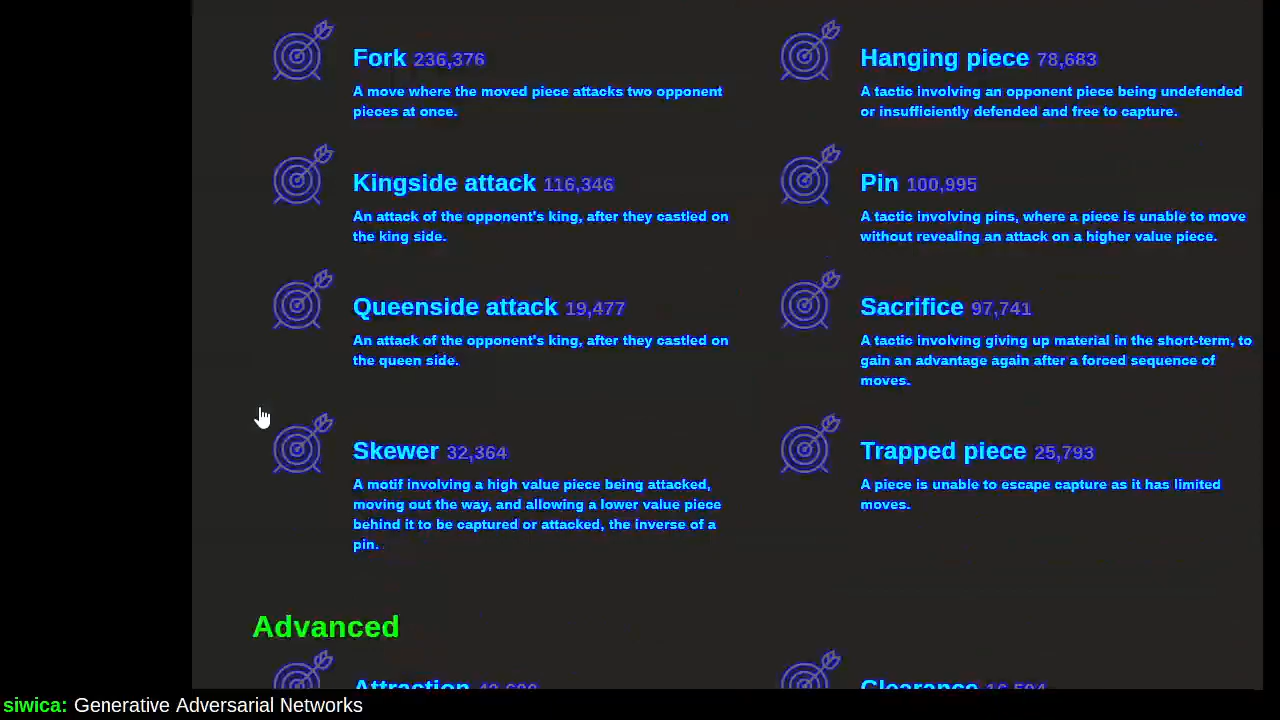 Fork 236,376
A move where the moved piece attacks two opponent
pieces at once.
Hanging piece 78,683
A tactic involving an opponent piece being undefended
or insufficiently defended and free to capture.
Kingside attack 116,346
An attack of the opponent's king, after they castled on
the king side.
Pin 100,995
A tactic involving pins, where a piece is unable to move
without revealing an attack on a higher value piece.
Queenside attack 19,477
An attack of the opponent's king, after they castled on
the queen side.
Sacrifice 97,741
A tactic involving giving up material in the short-term, to
gain an advantage again after a forced sequence of
moves.
Skewer 32,364
A motif involving a high value piece being attacked,
moving out the way, and allowing a lower value piece
behind it to be captured or attacked, the inverse of a
pin.
Trapped piece 25,793
A piece is unable to escape capture as it has limited
moves.
Advanced
Attraction
Clearance
siwica: Generative Adversarial Networks